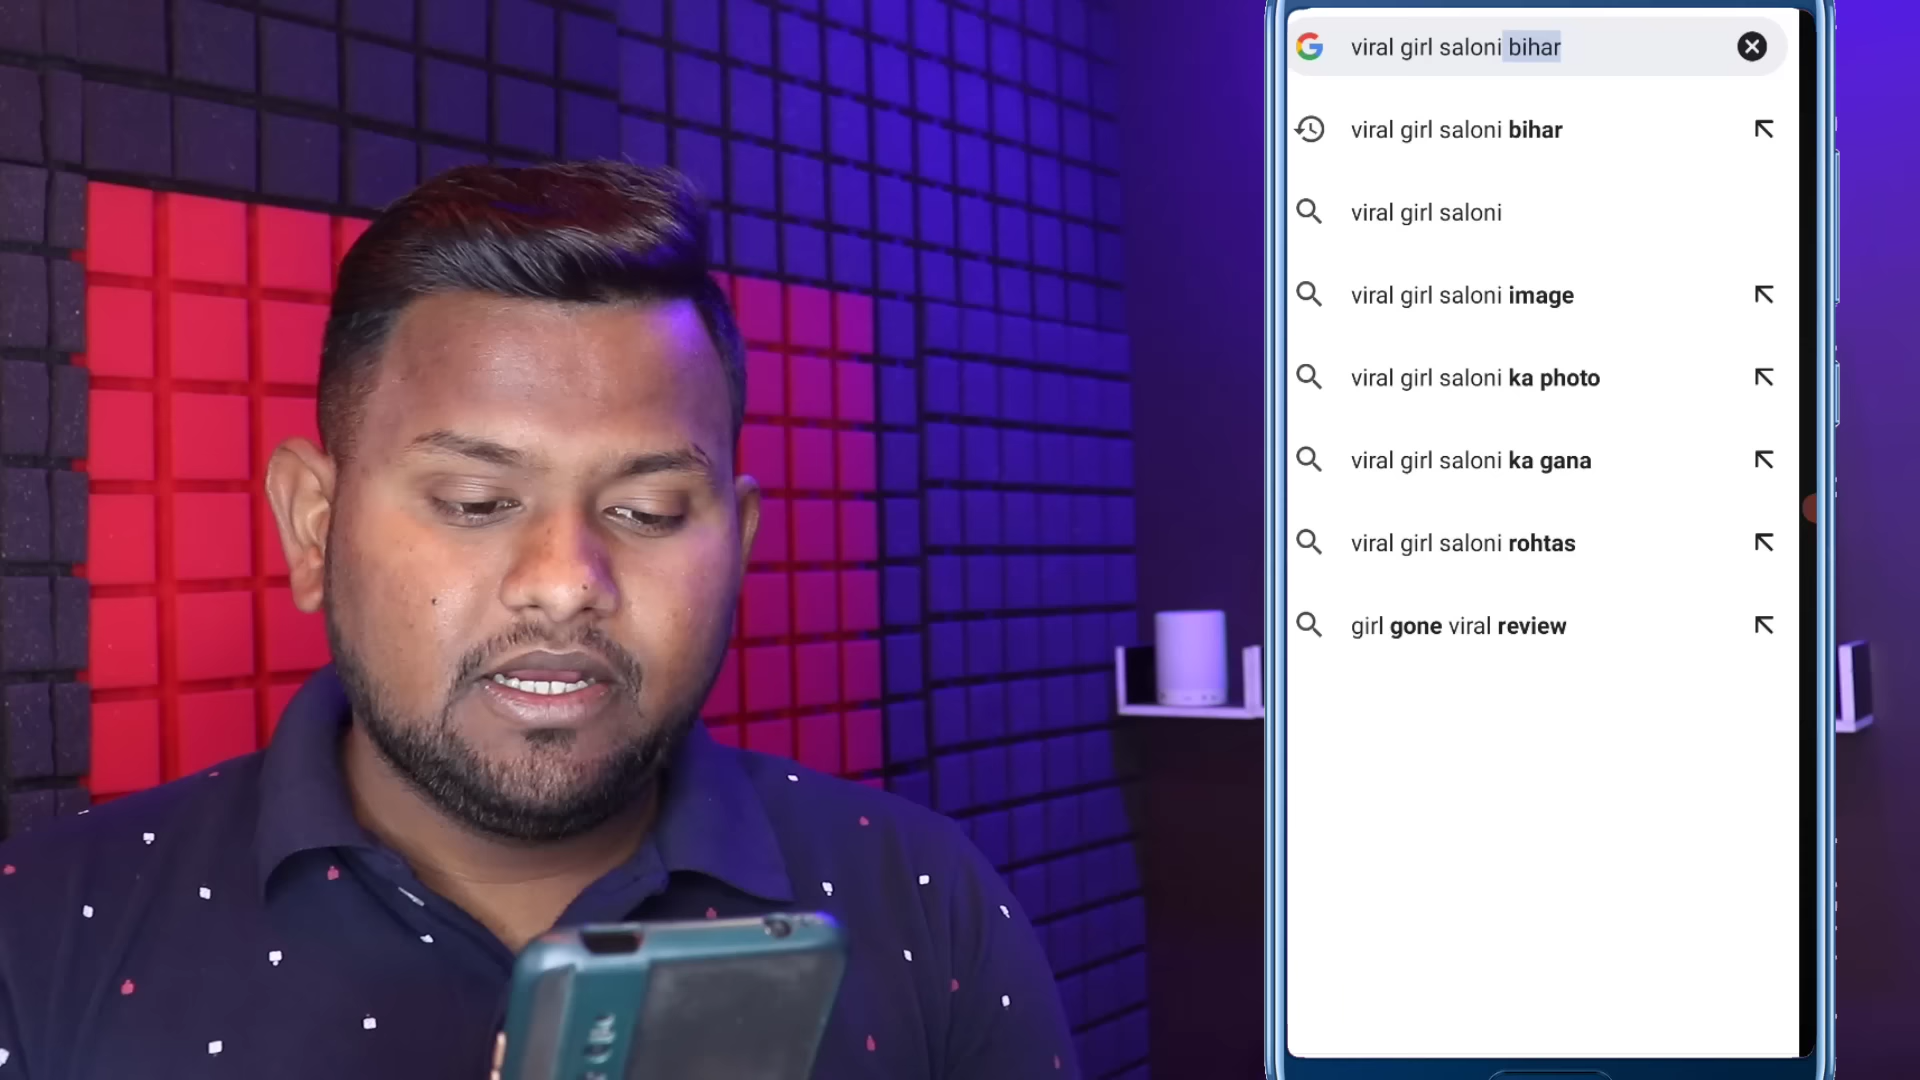 viral girl saloni bihar
viral girl saloni bihar
viral girl saloni
viral girl saloni image
viral girl saloni ka photo
viral girl saloni ka gana
viral girl saloni rohtas
girl gone viral review